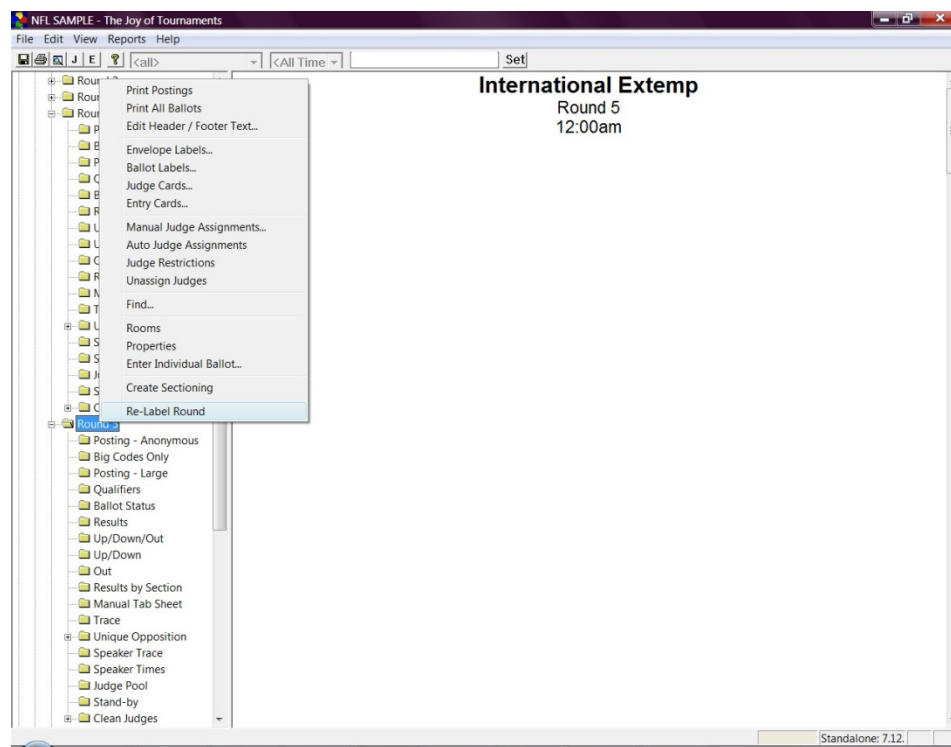 NFL SAMPLE - The Joy of Tournaments
File Edit View Reports Help
J E ? <all> <All Time Set
International Extemp
Round 5
12:00am
Print Postings
Print All Ballots
Edit Header / Footer Text...
Envelope Labels...
Ballot Labels...
Judge Cards...
Entry Cards...
Manual Judge Assignments...
Auto Judge Assignments
Judge Restrictions
Unassign Judges
Find...
Rooms
Properties
Enter Individual Ballot...
Create Sectioning
Re-Label Round
Round 5
Posting - Anonymous
Big Codes Only
Posting - Large
Qualifiers
Ballot Status
Results
Up/Down/Out
Up/Down
Out
Results by Section
Manual Tab Sheet
Trace
Unique Opposition
Speaker Trace
Speaker Times
Judge Pool
Stand-by
Clean Judges
Standalone: 7.12.